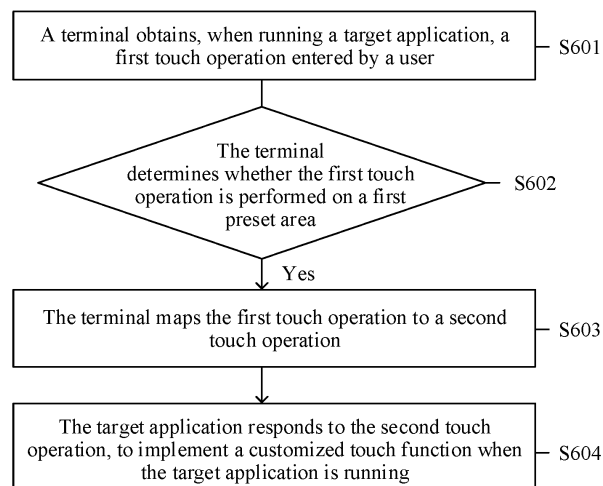 A terminal obtains, when running a target application, a
first touch operation entered by a user
S601
The terminal
determines whether the first touch
operation is performed on a first
preset area
S602
Yes
The terminal maps the first touch operation to a second
touch operation
S603
The target application responds to the second touch
operation, to implement a customized touch function when
the target application is running
S604